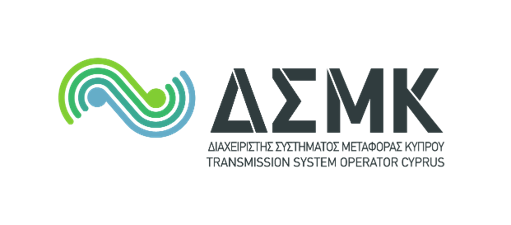 ΔΣΜΚ
ΔΙΑΧΕΙΡΙΣΤΗΣ ΣΥΣΤΗΜΑΤΟΣ ΜΕΤΑΦΟΡΑΣ ΚΥΠΡΟΥ
TRANSMISSION SYSTEM OPERATOR CYPRUS